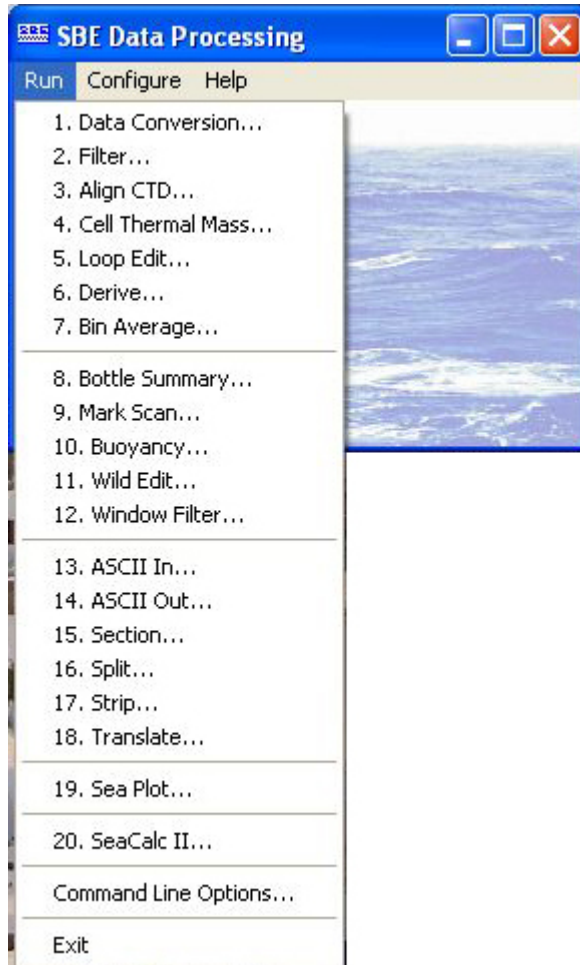 SBE SBE Data Processing
Run Configure Help
1. Data Conversion...
2. Filter...
3. Align CTD...
4. Cell Thermal Mass...
5. Loop Edit...
6. Derive...
7. Bin Average...
8. Bottle Summary...
9. Mark Scan...
10. Buoyancy...
11. Wild Edit...
12. Window Filter...
13. ASCII In...
14. ASCII Out...
15. Section...
16. Split...
17. Strip...
18. Translate...
19. Sea Plot...
20. SeaCalc II...
Command Line Options...
Exit